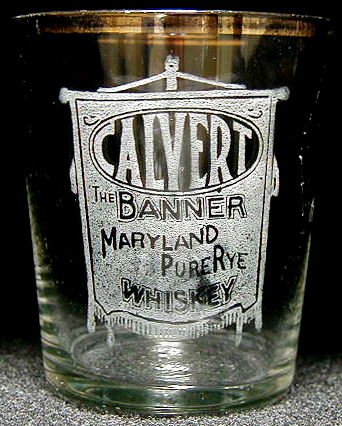 CALVERT
THE BANNER
MARYLAND
PURE RYE
WHISKEY